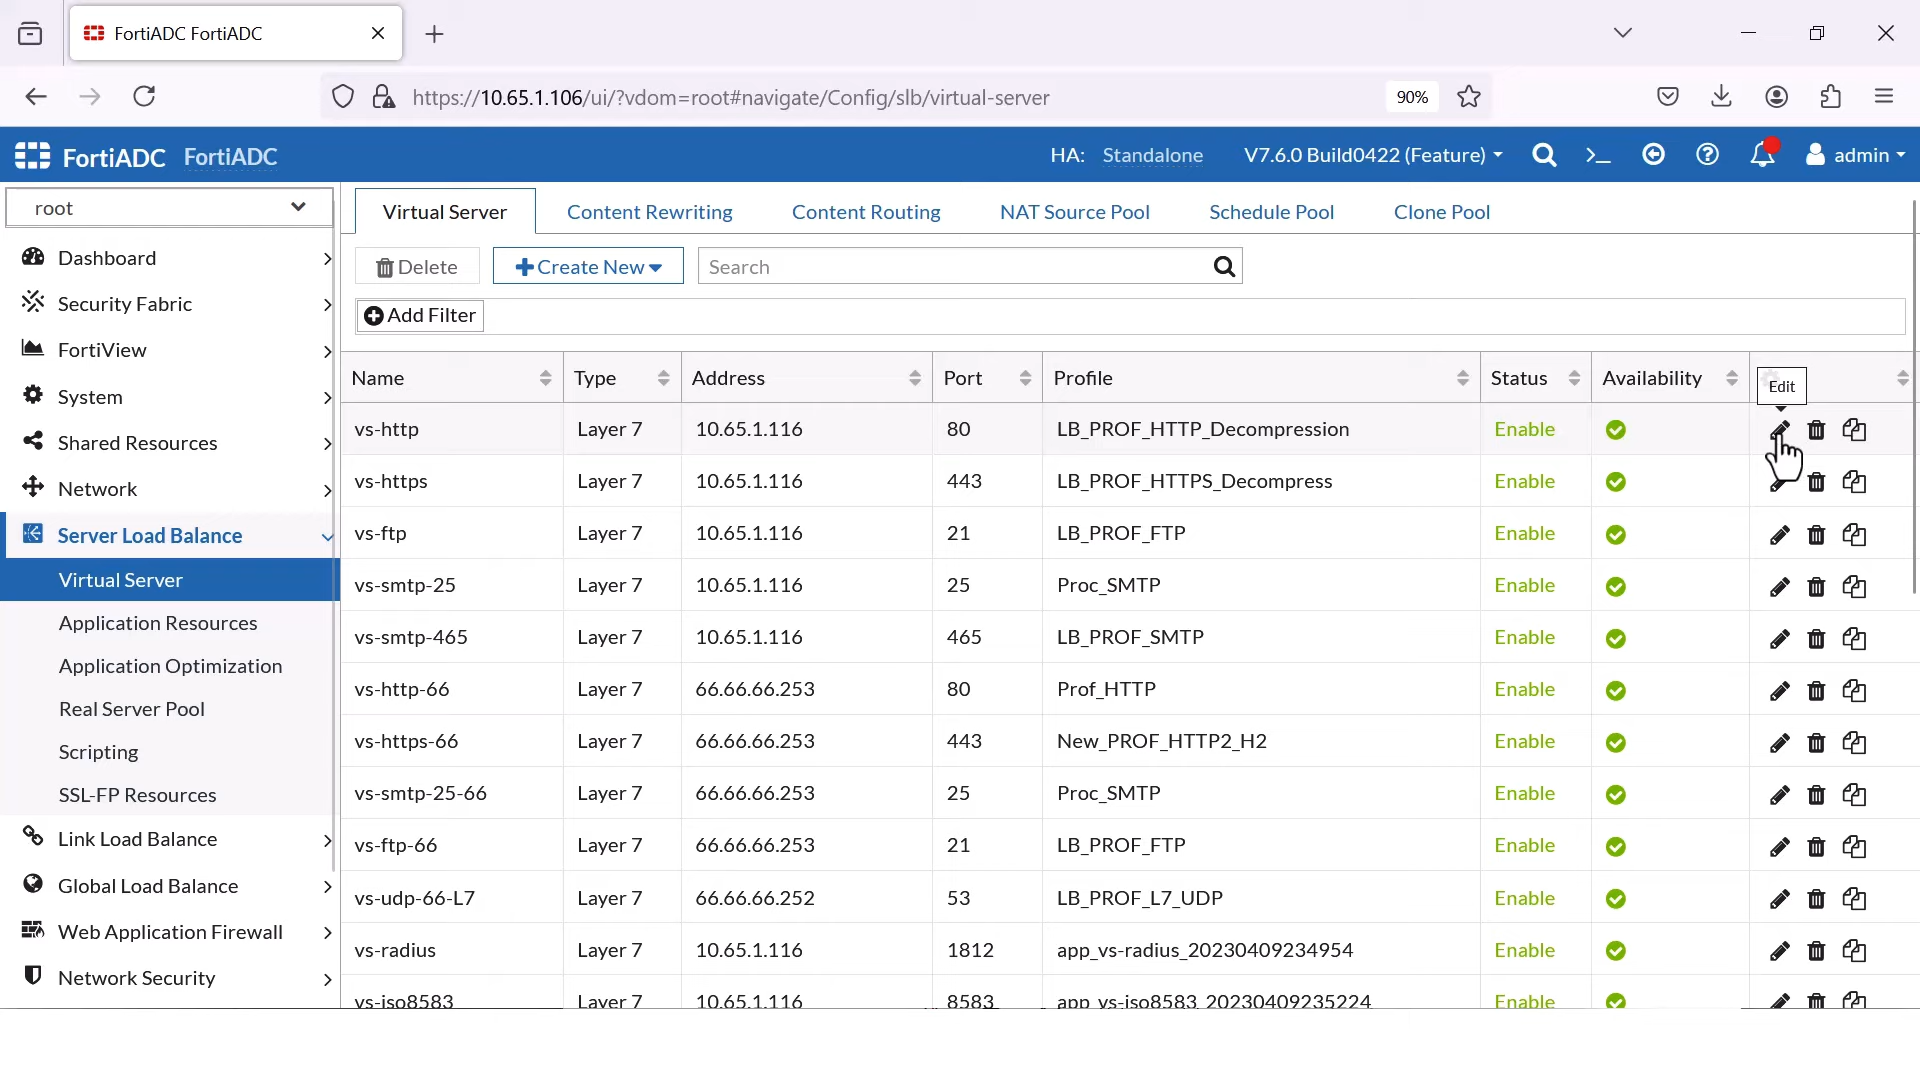 FortiADC FortiADC
https://10.65.1.106/ui/?vdom=root#navigate/Config/slb/virtual-server
90%
FortiADC FortiADC
HA: Standalone V7.6.0 Build0422 (Feature) admin
root
Dashboard
Security Fabric
FortiView
System
Shared Resources
Network
Server Load Balance
Virtual Server
Application Resources
Application Optimization
Real Server Pool
Scripting
SSL-FP Resources
Link Load Balance
Global Load Balance
Web Application Firewall
Network Security
Virtual Server Content Rewriting Content Routing NAT Source Pool Schedule Pool Clone Pool
Delete Create New Search
Add Filter
Name Type Address Port Profile Status Availability Edit
vs-http Layer 7 10.65.1.116 80 LB_PROF_HTTP_Decompression Enable
vs-https Layer 7 10.65.1.116 443 LB_PROF_HTTPS_Decompress Enable
vs-ftp Layer 7 10.65.1.116 21 LB_PROF_FTP Enable
vs-smtp-25 Layer 7 10.65.1.116 25 Proc_SMTP Enable
vs-smtp-465 Layer 7 10.65.1.116 465 LB_PROF_SMTP Enable
vs-http-66 Layer 7 66.66.66.253 80 Prof_HTTP Enable
vs-https-66 Layer 7 66.66.66.253 443 New_PROF_HTTP2_H2 Enable
vs-smtp-25-66 Layer 7 66.66.66.253 25 Proc_SMTP Enable
vs-ftp-66 Layer 7 66.66.66.253 21 LB_PROF_FTP Enable
vs-udp-66-L7 Layer 7 66.66.66.252 53 LB_PROF_L7_UDP Enable
vs-radius Layer 7 10.65.1.116 1812 app_vs-radius_20230409234954 Enable
vs-iso8583 Layer 7 10.65.1.116 8583 app_vs-iso8583_20230409235224 Enable